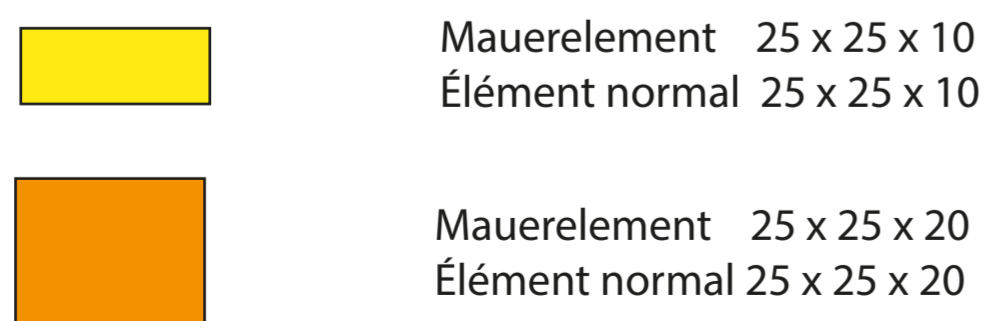 Mauerelement 25 x 25 x 10
Élément normal 25 x 25 x 10
Mauerelement 25 x 25 x 20
Élément normal 25 x 25 x 20